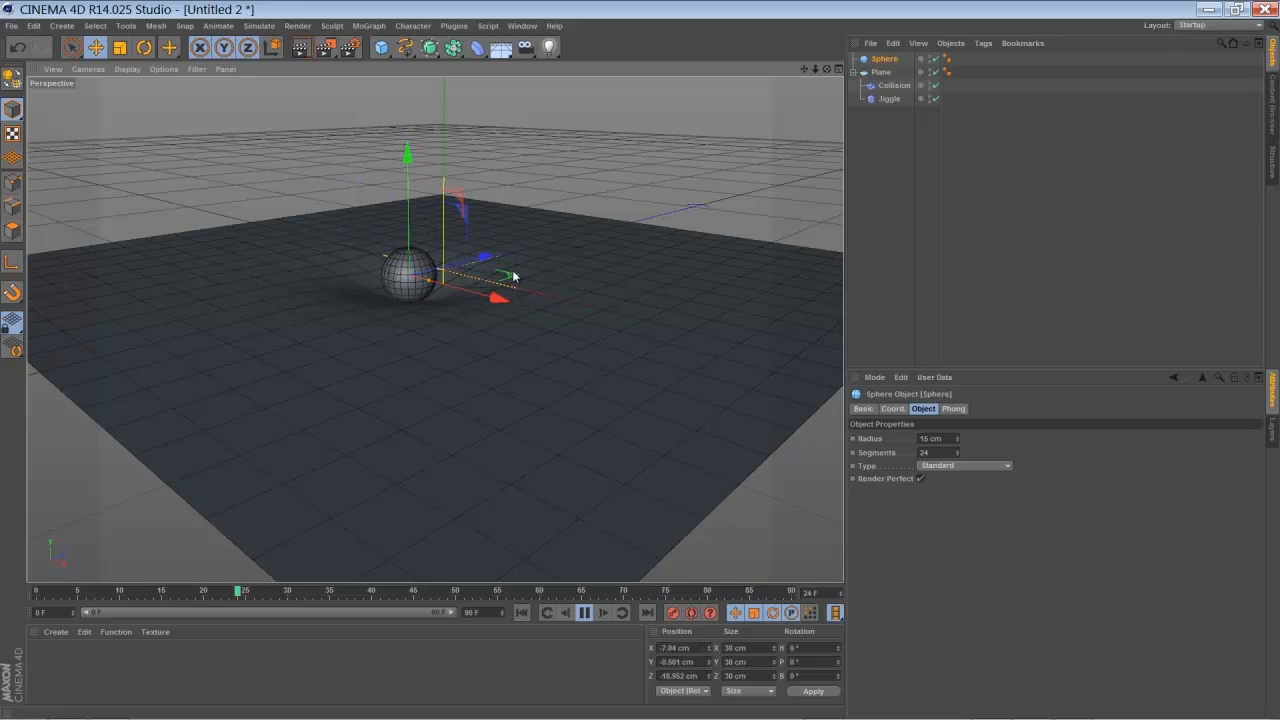 CINEMA 4D R14.025 Studio - [Untitled 2 *]
File Edit Create Select Tools Mesh Snap Animate Simulate Render Sculpt MoGraph Character Plugins Script Window Help
Layout: Startup
File Edit View Objects Tags Bookmarks
View Cameras Display Options Filter Panel
Perspective
Sphere
Plane
Collision
Jiggle
Objects
Content Browser
Structure
Mode Edit User Data
Sphere Object [Sphere]
Basic Coord. Object Phong
Object Properties
Radius 15 cm
Segments 24
Type Standard
Render Perfect
Attributes
Layers
Y
0 5 10 15 20 25 30 35 40 45 50 55 60 65 70 75 80 85 90 24 F
0 F 0 F 90 F 90 F
Create Edit Function Texture
Position Size Rotation
X -7.04 cm X 30 cm H 0 °
Y -0.501 cm Y 30 cm P 0 °
Z -18.952 cm Z 30 cm B 0 °
Object (Rel Size Apply
MAXON
CINEMA 4D